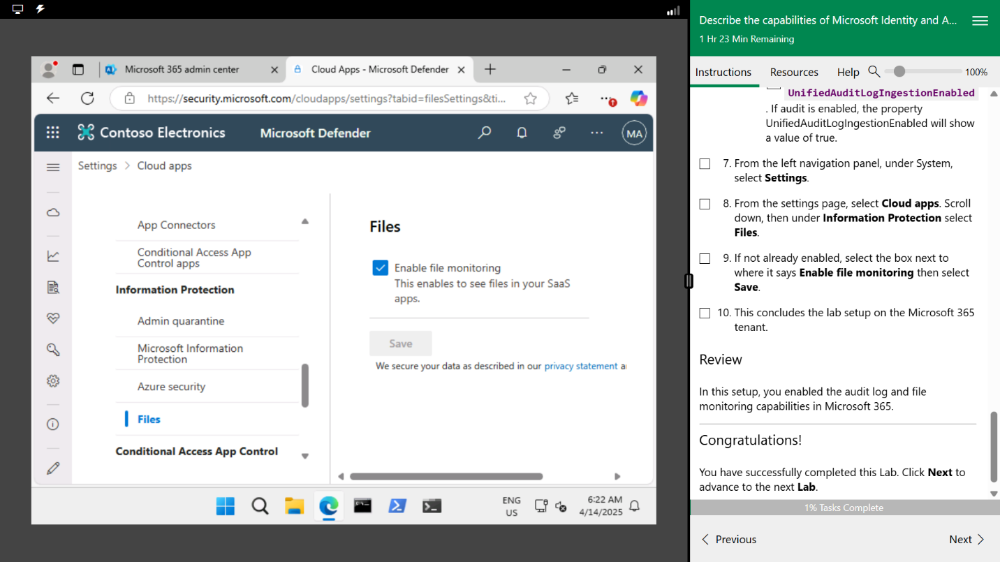 Microsoft 365 admin center
Cloud Apps - Microsoft Defender
https://security.microsoft.com/cloudapps/settings?tabid=filesSettings&ti...
Contoso Electronics
Microsoft Defender
MA
Settings > Cloud apps
App Connectors
Conditional Access App
Control apps
Information Protection
Admin quarantine
Microsoft Information
Protection
Azure security
Files
Conditional Access App Control
Files
Enable file monitoring
This enables to see files in your SaaS
apps.
Save
We secure your data as described in our privacy statement
ENG
US
6:22 AM
4/14/2025
Describe the capabilities of Microsoft Identity and A...
1 Hr 23 Min Remaining
Instructions
Resources
Help
100%
UnifiedAuditLogIngestionEnabled
. If audit is enabled, the property
UnifiedAuditLogIngestionEnabled will show
a value of true.
7. From the left navigation panel, under System,
select Settings.
8. From the settings page, select Cloud apps. Scroll
down, then under Information Protection select
Files.
9. If not already enabled, select the box next to
where it says Enable file monitoring then select
Save.
10. This concludes the lab setup on the Microsoft 365
tenant.
Review
In this setup, you enabled the audit log and file
monitoring capabilities in Microsoft 365.
Congratulations!
You have successfully completed this Lab. Click Next to
advance to the next Lab.
1% Tasks Complete
Previous
Next